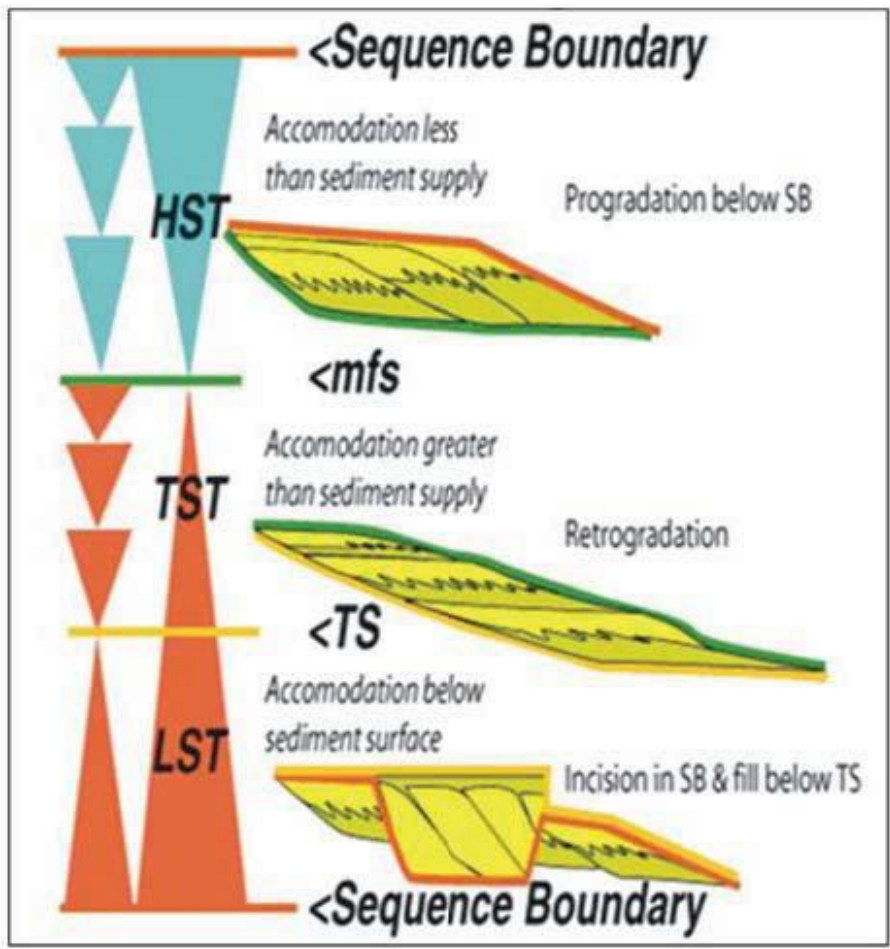 <Sequence Boundary
Accomodation less
than sediment supply
Progradation below SB
HST
<mfs
Accomodation greater
than sediment supply
TST
Retrogradation
<TS
Accomodation below
sediment surface
LST
Incision in SB & fill below TS
<Sequence Boundary